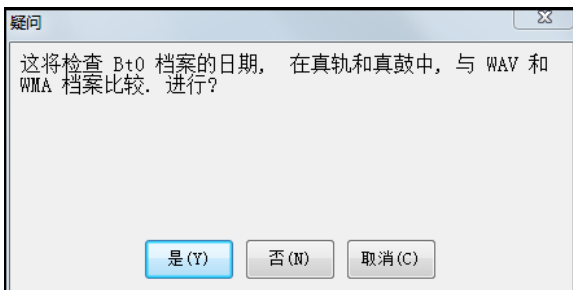 疑问
这将检查 Bt0 档案的日期, 在真轨和真鼓中, 与 WAV 和
WMA 档案比较. 进行?
是(Y) 否(N) 取消(C)